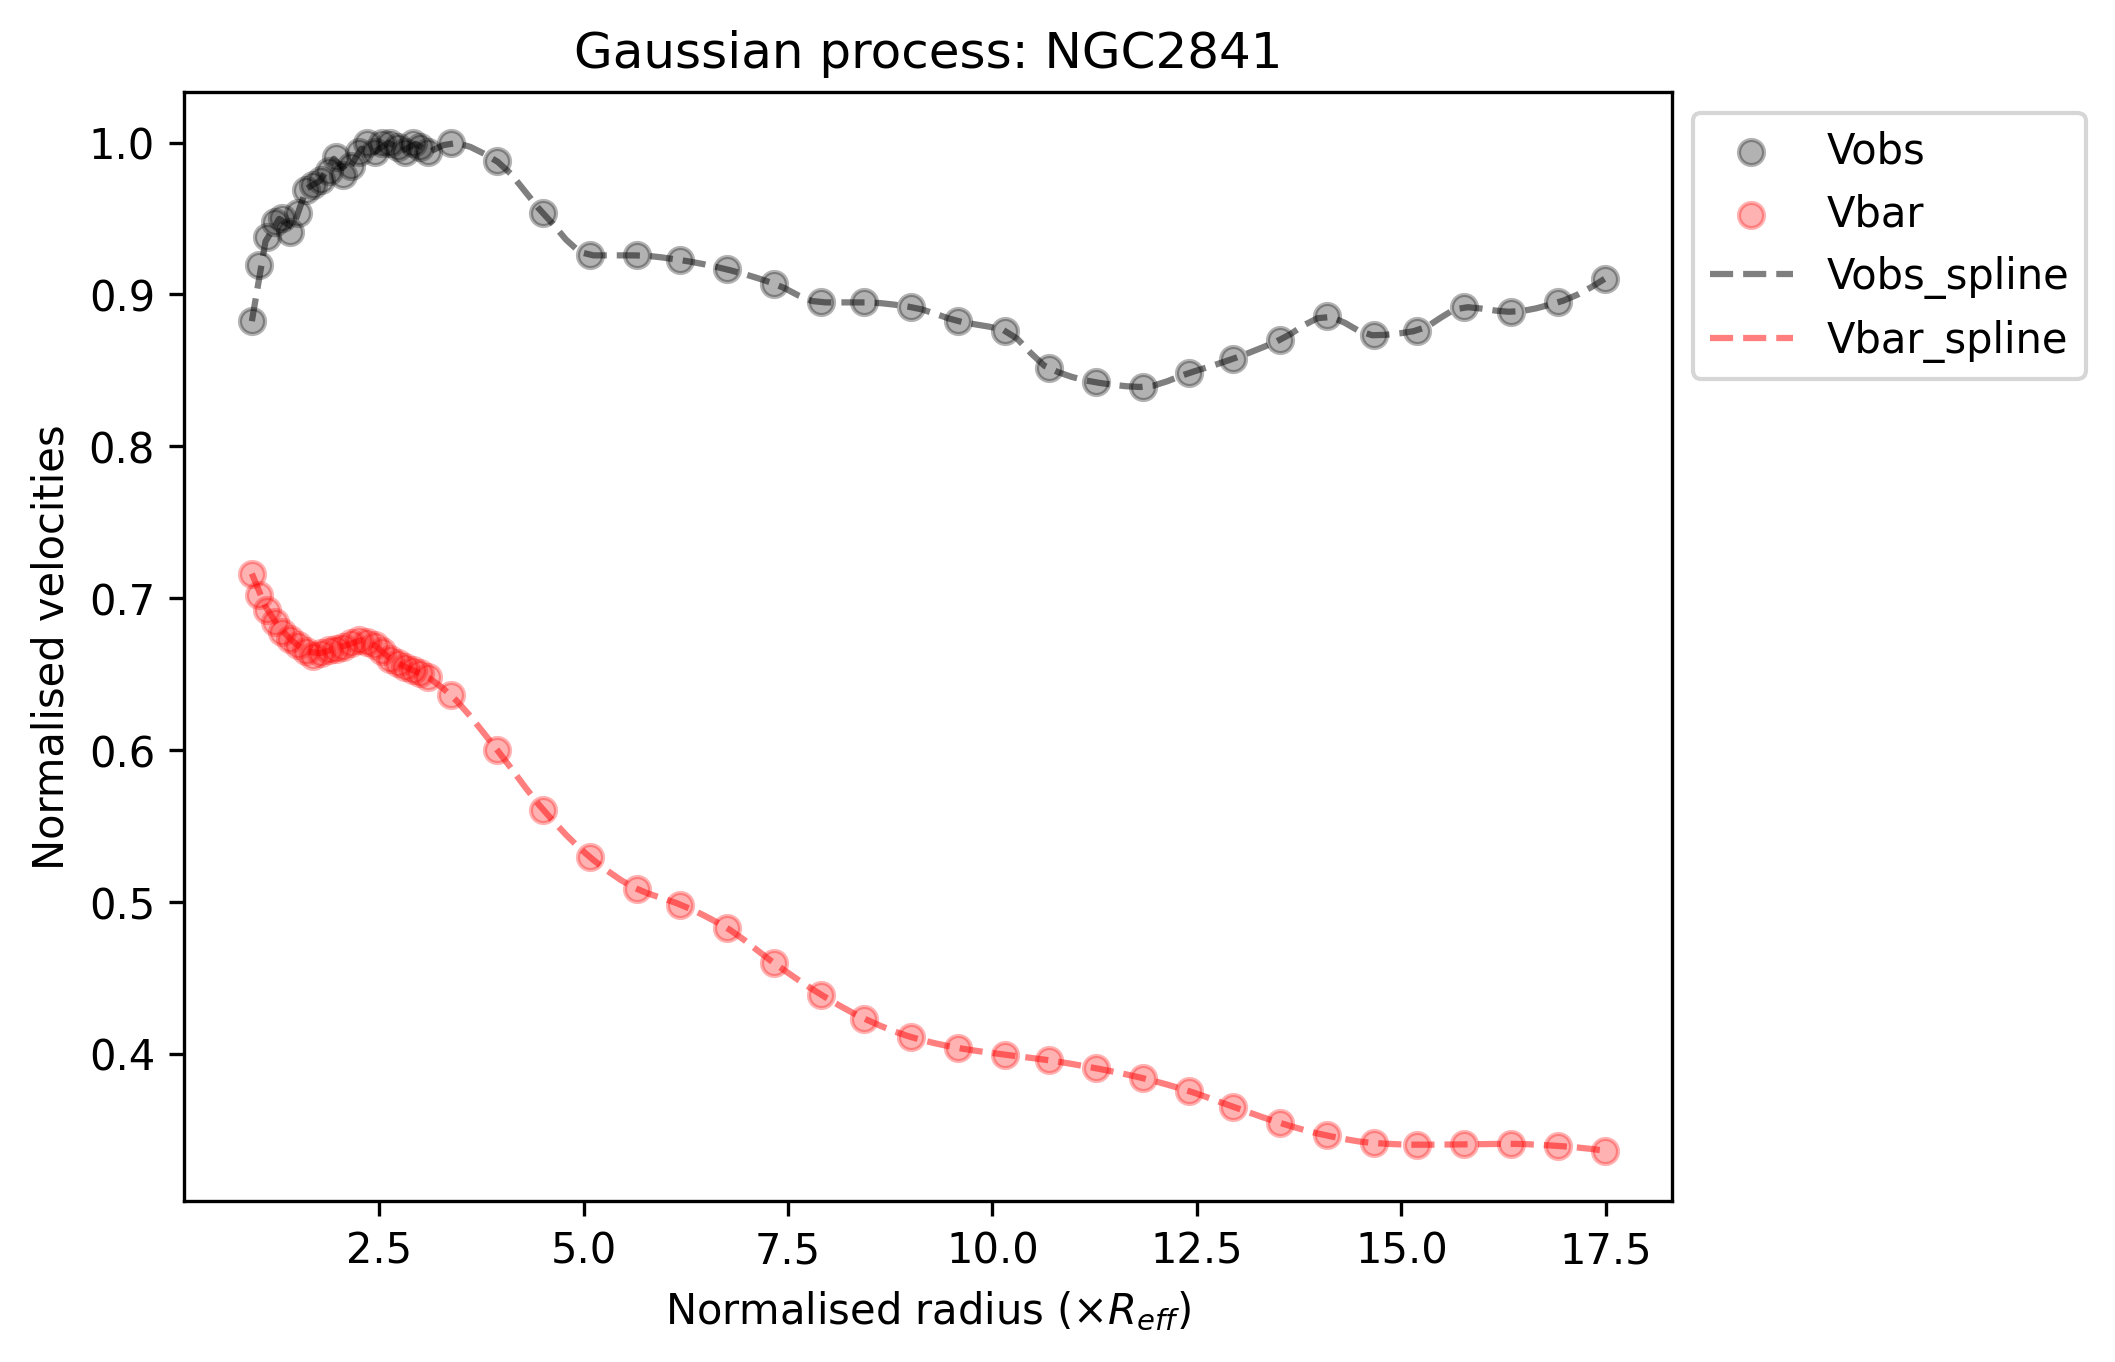 Gaussian process: NGC2841
Normalised velocities
1.0
0.9
0.8
0.7
0.6
0.5
0.4
2.5 5.0 7.5 10.0 12.5 15.0 17.5
Normalised radius (×R_{eff})
Vobs
Vbar
Vobs_spline
Vbar_spline